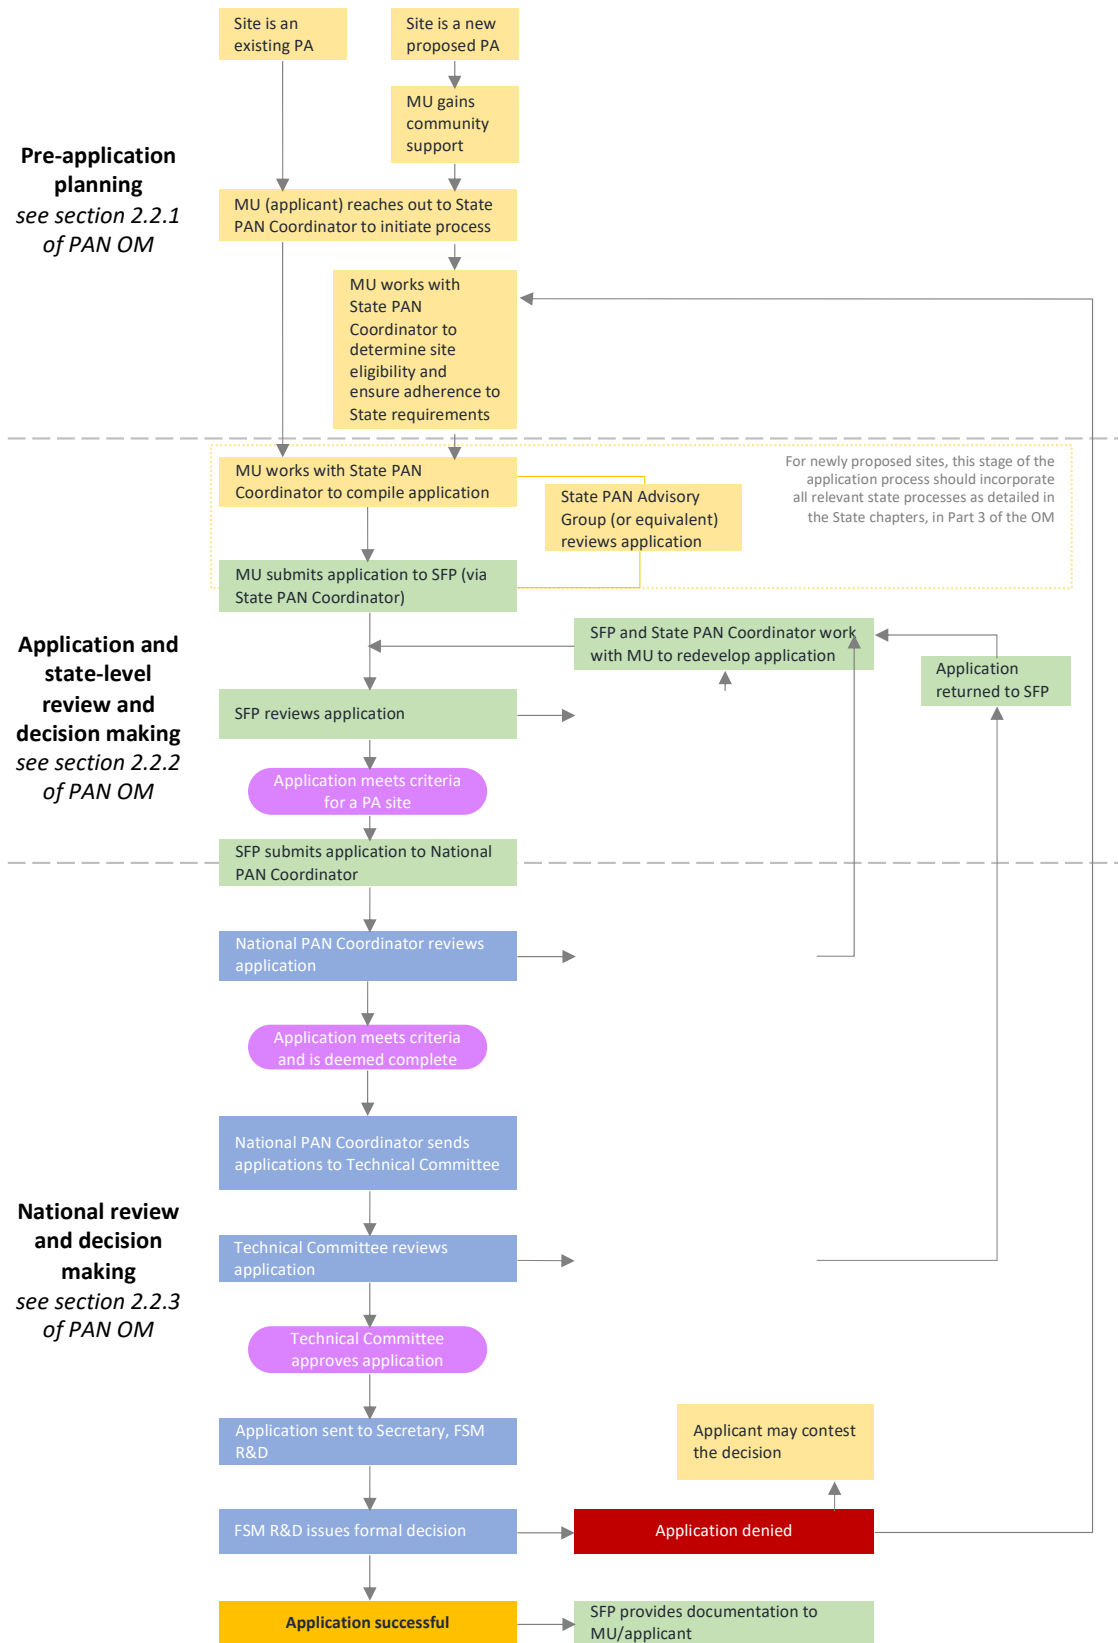 Site is an
existing PA
Site is a new
proposed PA
MU gains
community
support
Pre-application
planning
see section 2.2.1
of PAN OM
MU (applicant) reaches out to State
PAN Coordinator to initiate process
MU works with
State PAN
Coordinator to
determine site
eligibility and
ensure adherence to
State requirements
MU works with State PAN
Coordinator to compile application
For newly proposed sites, this stage of the
application process should incorporate
all relevant state processes as detailed in
the State chapters, in Part 3 of the OM
State PAN Advisory
Group (or equivalent)
reviews application
MU submits application to SFP (via
State PAN Coordinator)
Application and
state-level
review and
decision making
see section 2.2.2
of PAN OM
SFP and State PAN Coordinator work
with MU to redevelop application
Application
returned to SFP
SFP reviews application
Application meets criteria
for a PA site
SFP submits application to National
PAN Coordinator
National PAN Coordinator reviews
application
Application meets criteria
and is deemed complete
National PAN Coordinator sends
applications to Technical Committee
National review
and decision
making
see section 2.2.3
of PAN OM
Technical Committee reviews
application
Technical Committee
approves application
Application sent to Secretary, FSM
R&D
Applicant may contest
the decision
FSM R&D issues formal decision
Application denied
Application successful
SFP provides documentation to
MU/applicant